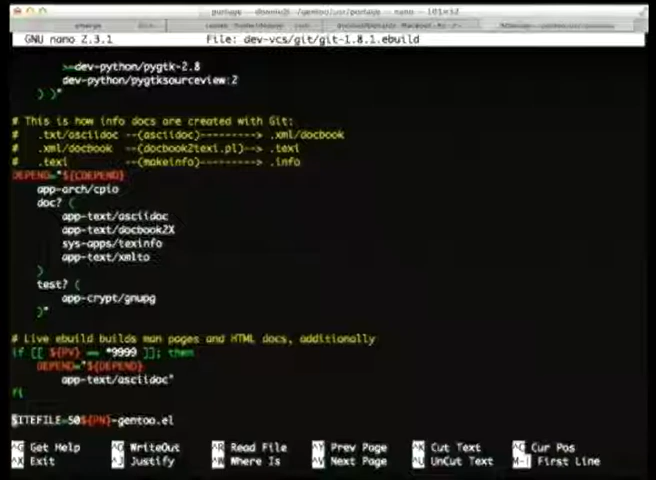 GNU nano 2.3.1 File: dev-vcs/git/git-1.8.1.ebuild
>=dev-python/pygtk-2.8
dev-python/pygtksourceview:2
) )"
# This is how info docs are created with Git:
# .txt/asciidoc --(asciidoc)---------> .xml/docbook
# .xml/docbook --(docbook2texi.pl)--> .texi
# .texi --(makeinfo)---------> .info
DEPEND="${CDEPEND}
app-arch/cpio
doc? (
app-text/asciidoc
app-text/docbook2X
sys-apps/texinfo
app-text/xmlto
)
test? (
app-crypt/gnupg
)"
# Live ebuild builds man pages and HTML docs, additionally
if [[ ${PV} == *9999 ]]; then
DEPEND="${DEPEND}
app-text/asciidoc"
fi
SITEFILE=50${PN}-gentoo.el
^G Get Help ^O WriteOut ^R Read File ^Y Prev Page ^K Cut Text ^C Cur Pos
^X Exit ^J Justify ^W Where Is ^V Next Page ^U UnCut Text M-| First Line